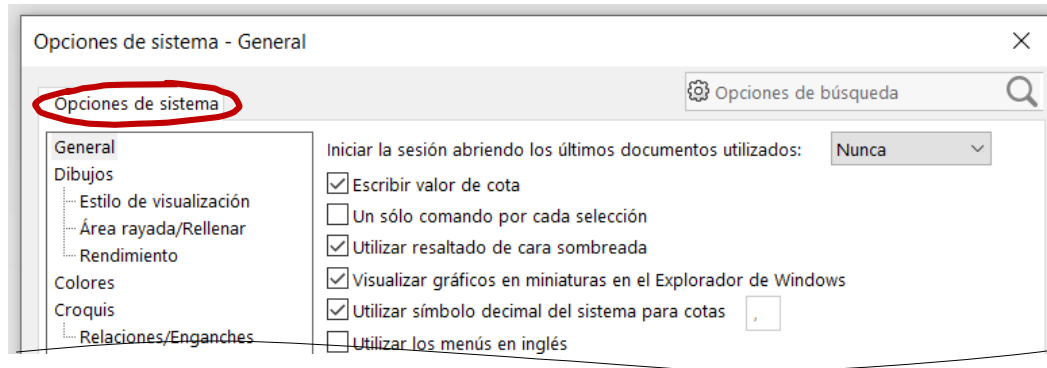 Opciones de sistema - General
Opciones de sistema
Opciones de búsqueda
General
Dibujos
Estilo de visualización
Área rayada/Rellenar
Rendimiento
Colores
Croquis
Relaciones/Enganches
Iniciar la sesión abriendo los últimos documentos utilizados: Nunca
Escribir valor de cota
Un sólo comando por cada selección
Utilizar resaltado de cara sombreada
Visualizar gráficos en miniaturas en el Explorador de Windows
Utilizar símbolo decimal del sistema para cotas ,
Utilizar los menús en inglés